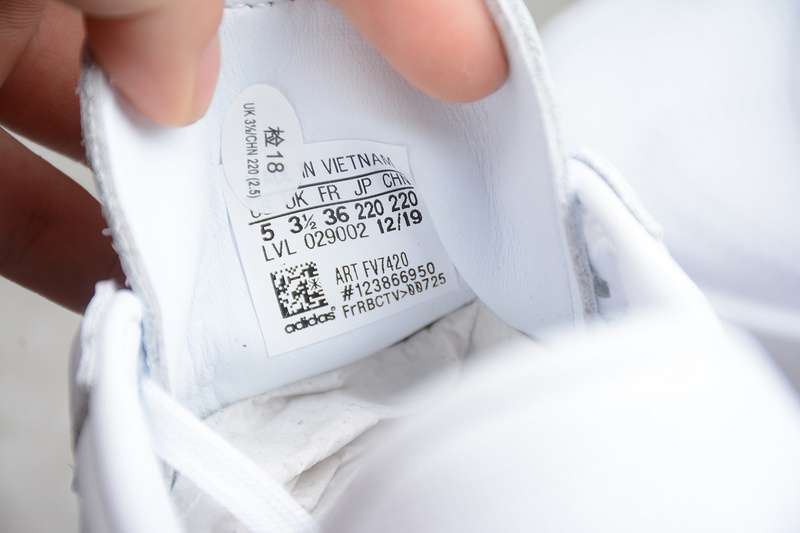 检18
UK 3½/CHN 220 (2.5)
IN VIETNAM
UK FR JP CHN
5 3½ 36 220 220
LVL 029002 12/19
ART FV7420
#123866950
FrRBCTV>00725
adidas